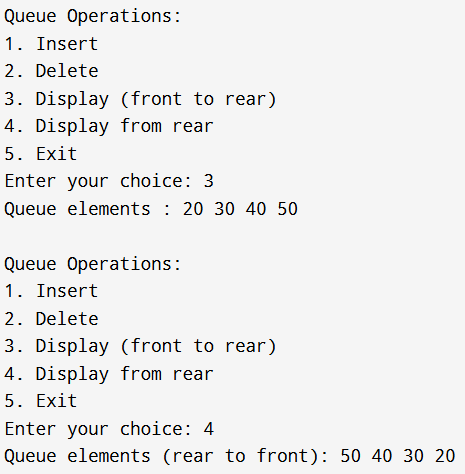 Queue Operations:
1. Insert
2. Delete
3. Display (front to rear)
4. Display from rear
5. Exit
Enter your choice: 3
Queue elements : 20 30 40 50

Queue Operations:
1. Insert
2. Delete
3. Display (front to rear)
4. Display from rear
5. Exit
Enter your choice: 4
Queue elements (rear to front): 50 40 30 20